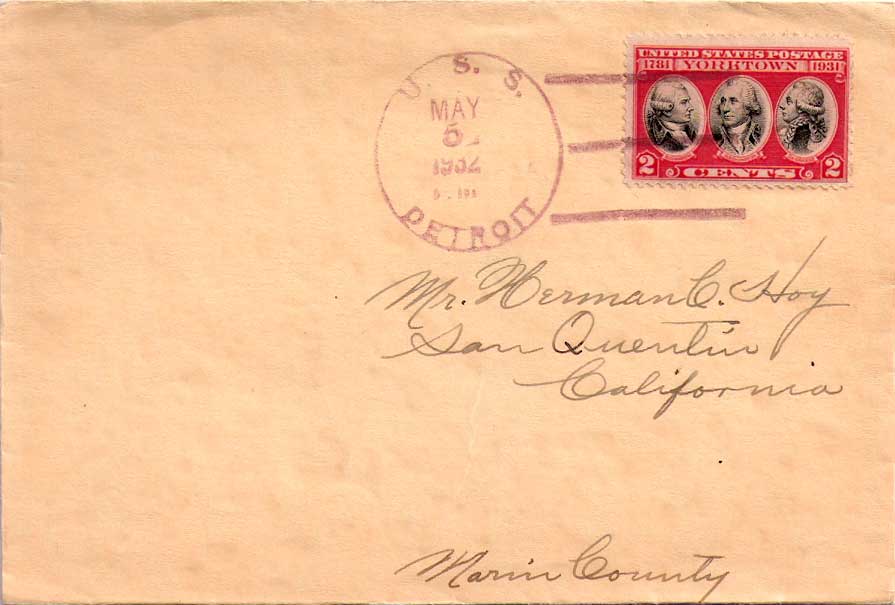 U. S. S.
MAY
5
1932
DETROIT
UNITED STATES POSTAGE
1781 YORKTOWN 1931
2 CENTS 2
Mr. Herman C. Hoy
San Quentin
California
Marin County